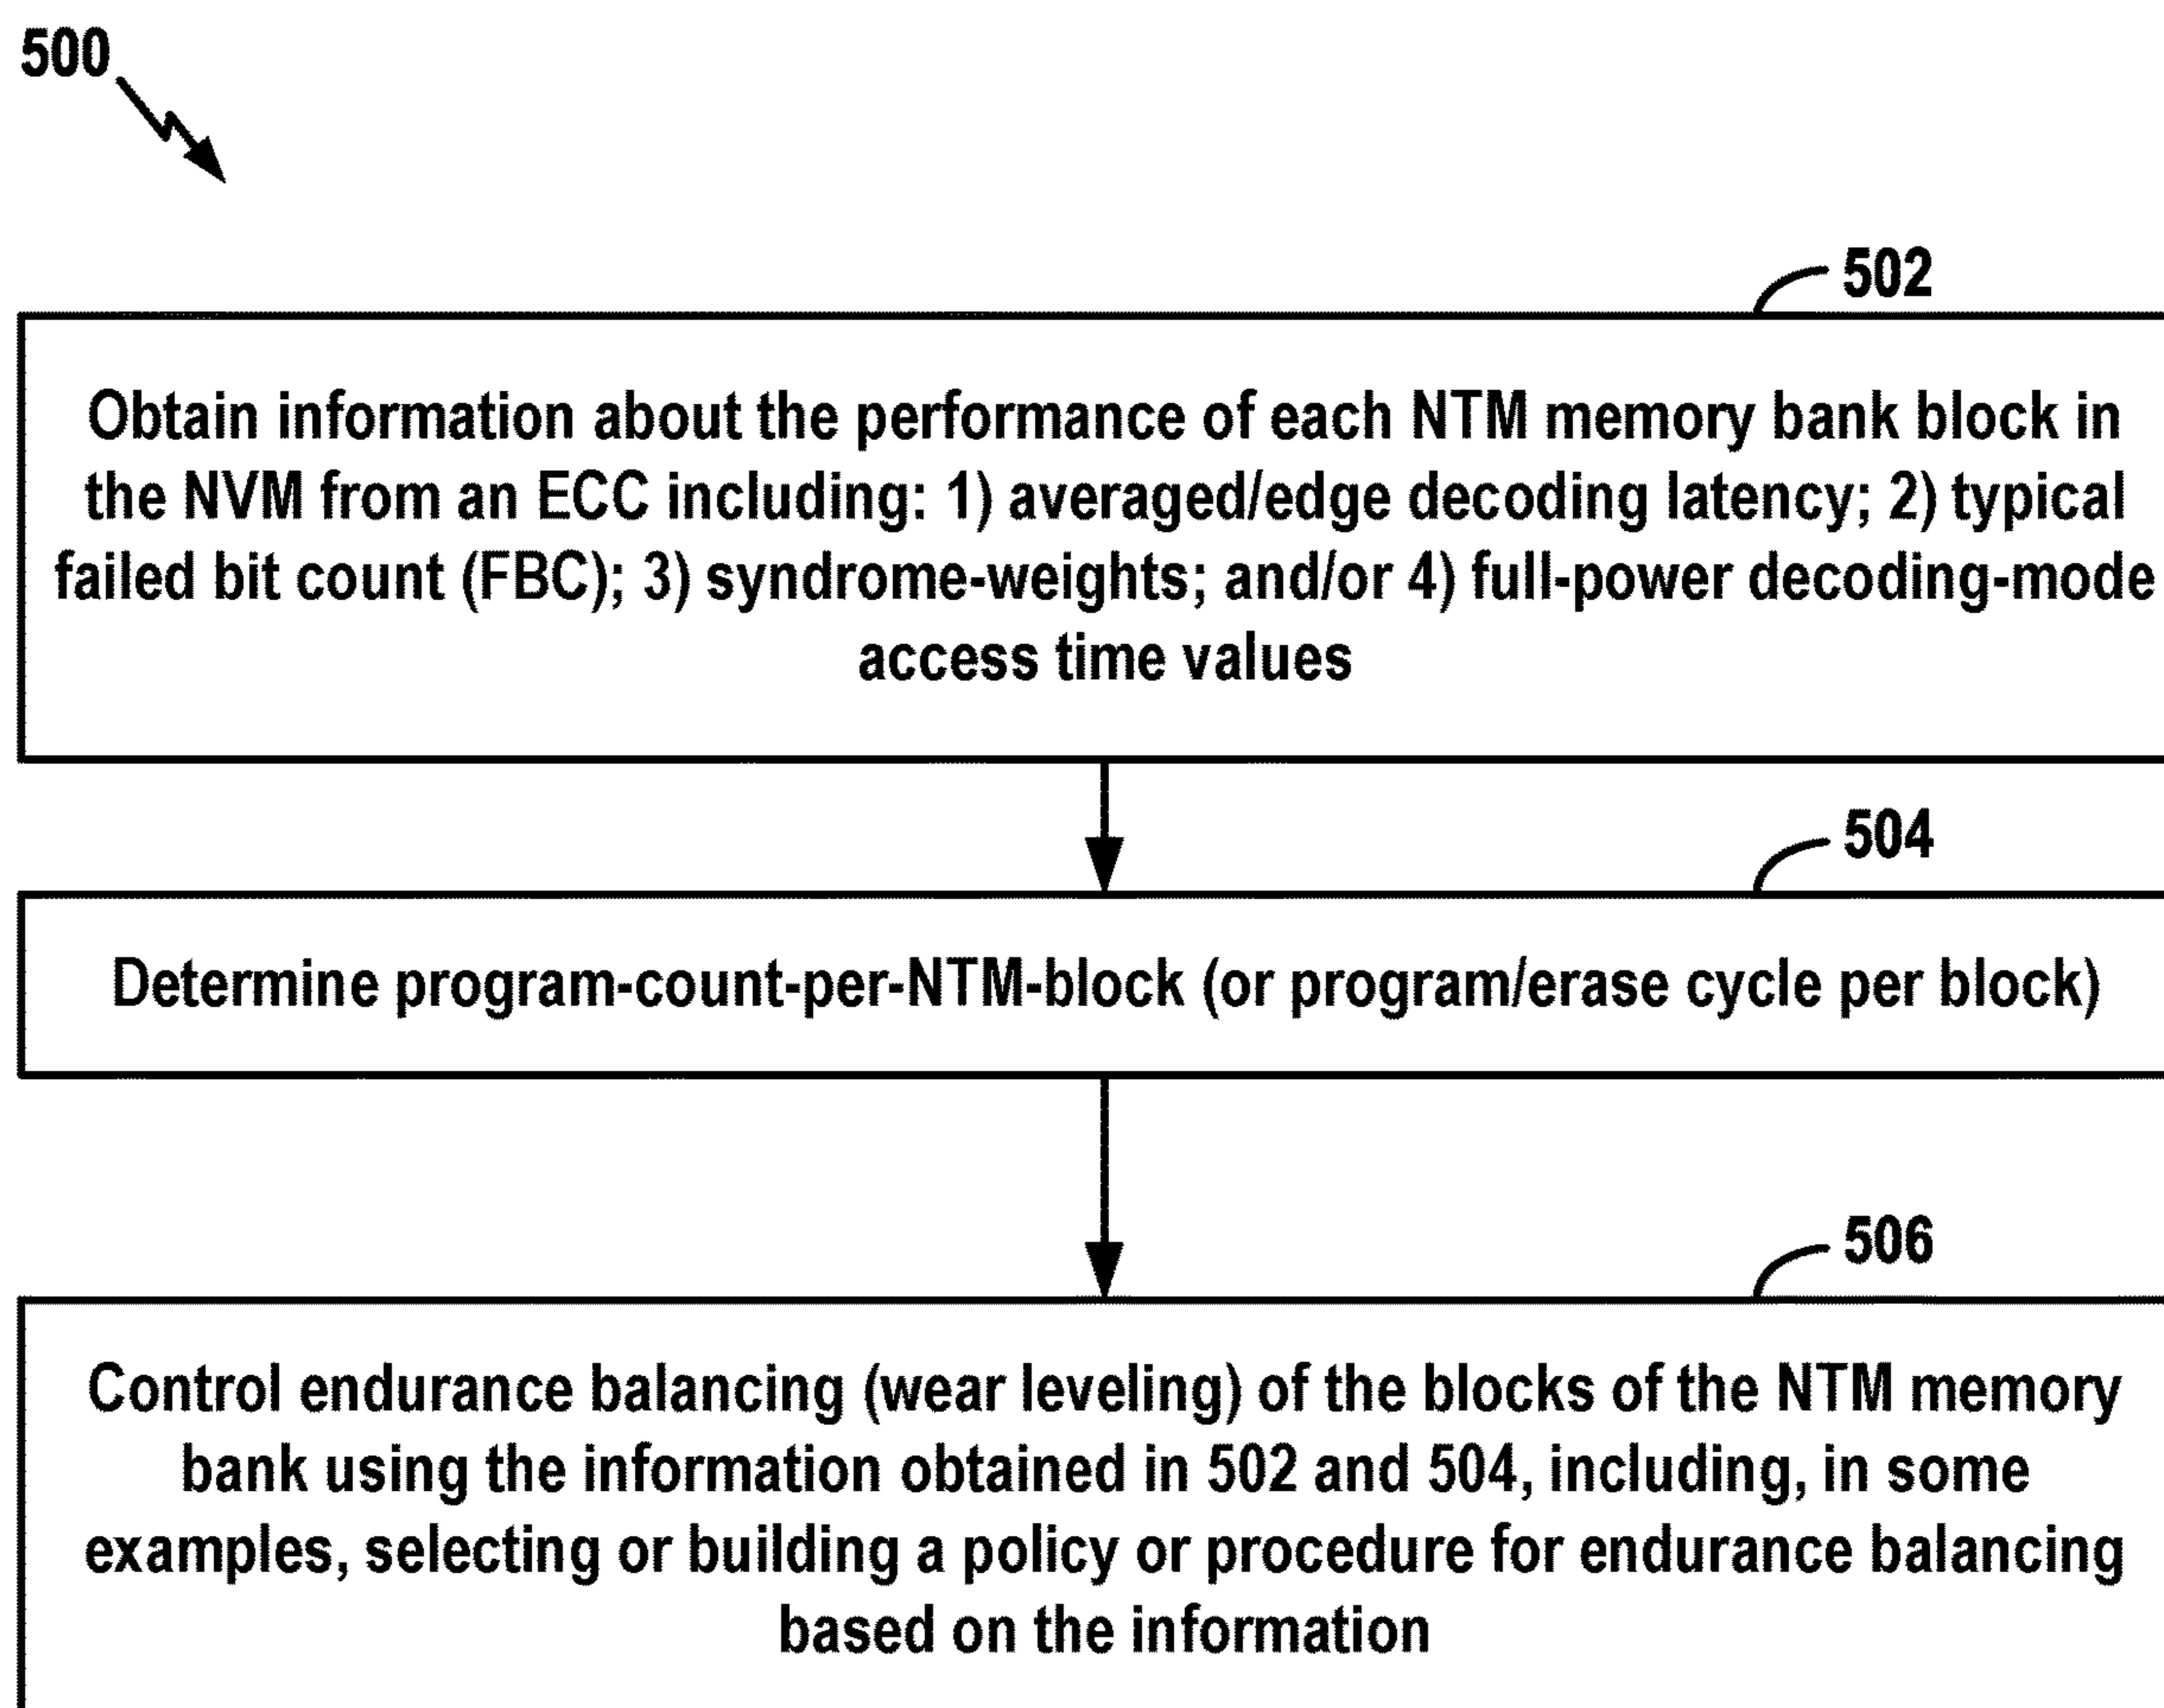 500
502
Obtain information about the performance of each NTM memory bank block in
the NVM from an ECC including: 1) averaged/edge decoding latency; 2) typical
failed bit count (FBC); 3) syndrome-weights; and/or 4) full-power decoding-mode
access time values
504
Determine program-count-per-NTM-block (or program/erase cycle per block)
506
Control endurance balancing (wear leveling) of the blocks of the NTM memory
bank using the information obtained in 502 and 504, including, in some
examples, selecting or building a policy or procedure for endurance balancing
based on the information